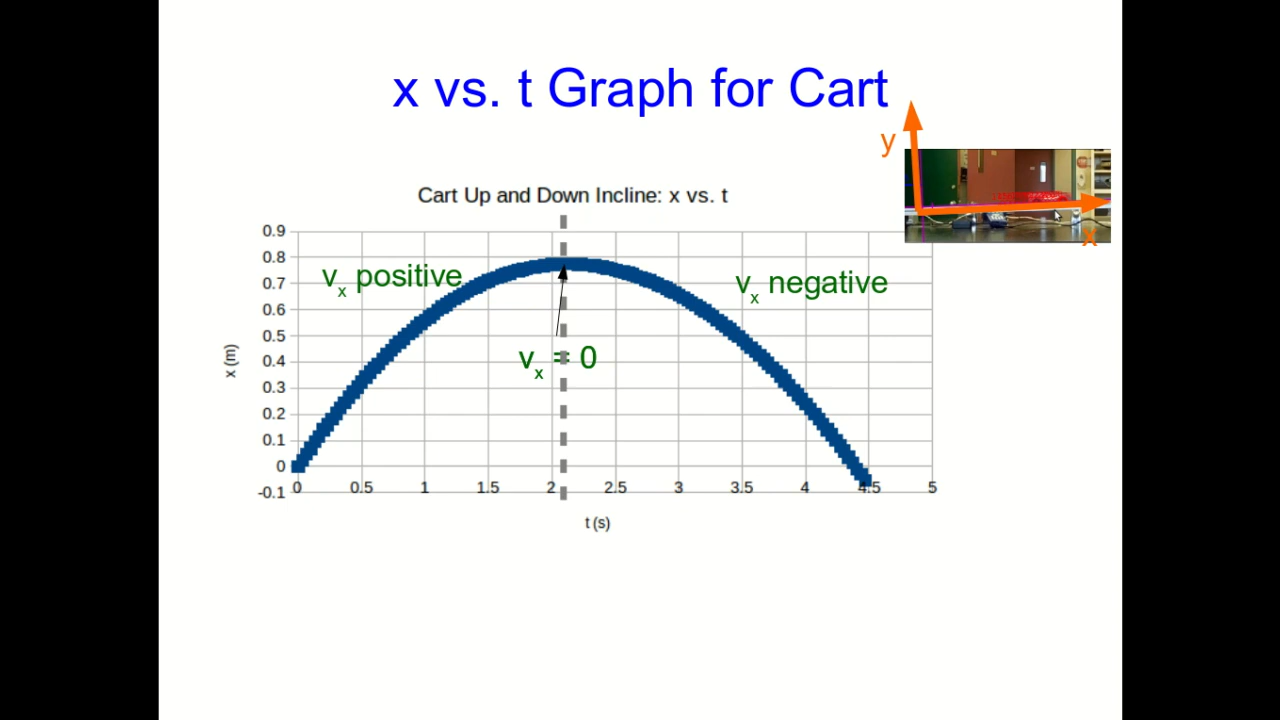 x vs. t Graph for Cart
y
x
Cart Up and Down Incline: x vs. t
0.9
0.8
0.7
0.6
0.5
0.4
0.3
0.2
0.1
0
-0.1
x (m)
vx positive
vx negative
vx = 0
0 0.5 1 1.5 2 2.5 3 3.5 4 4.5 5
t (s)